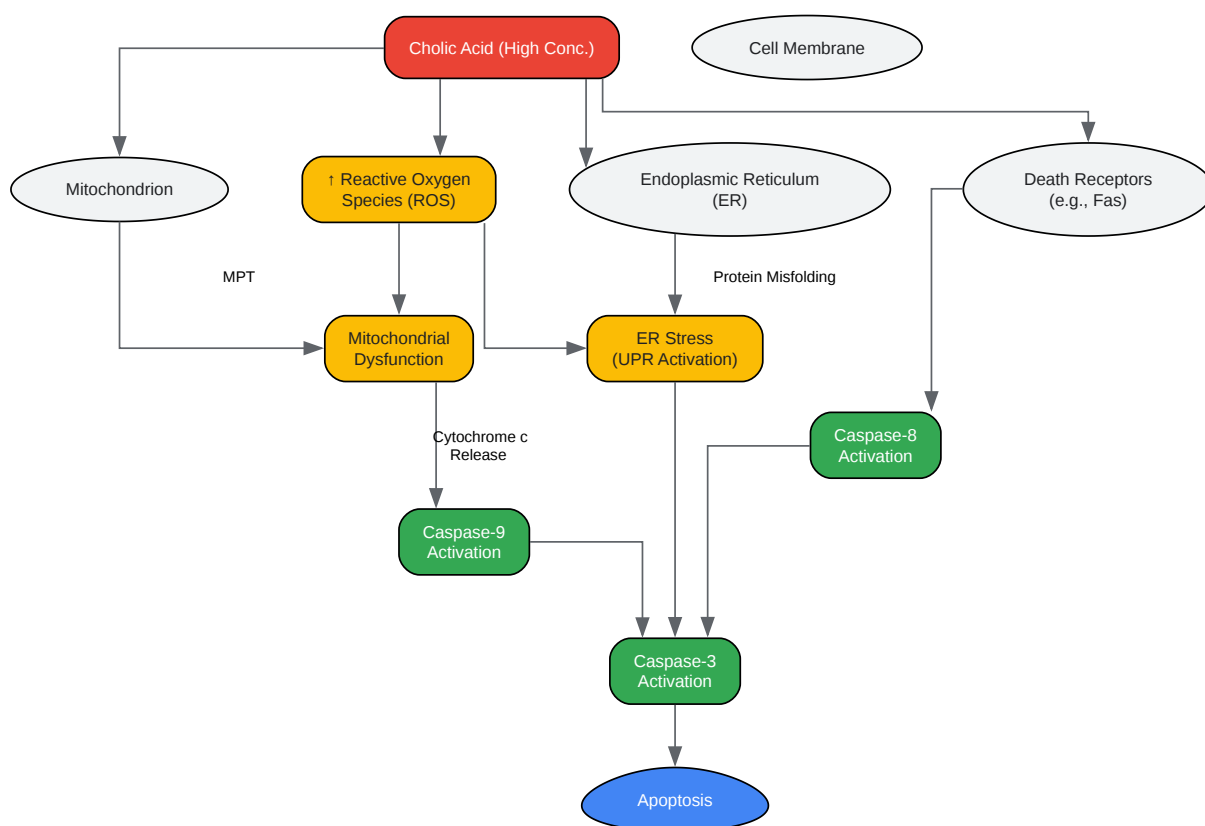 Cholic Acid (High Conc.)
Cell Membrane
Mitochondrion
↑ Reactive Oxygen
Species (ROS)
Endoplasmic Reticulum
(ER)
Death Receptors
(e.g., Fas)
MPT
Protein Misfolding
Mitochondrial
Dysfunction
ER Stress
(UPR Activation)
Cytochrome c
Release
Caspase-8
Activation
Caspase-9
Activation
Caspase-3
Activation
Apoptosis